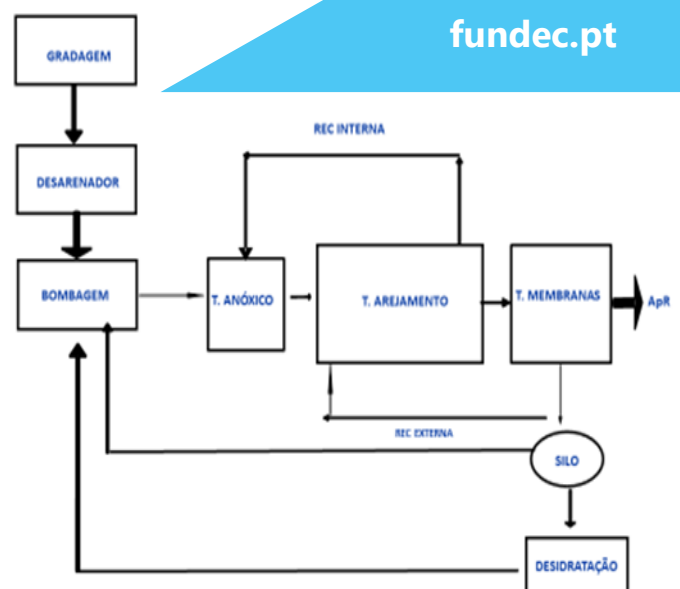 fundec.pt
GRADAGEM
REC INTERNA
DESARENADOR
BOMBAGEM
T. ANÓXICO
T. AREJAMENTO
T. MEMBRANAS
ApR
REC EXTERNA
SILO
DESIDRATAÇÃO